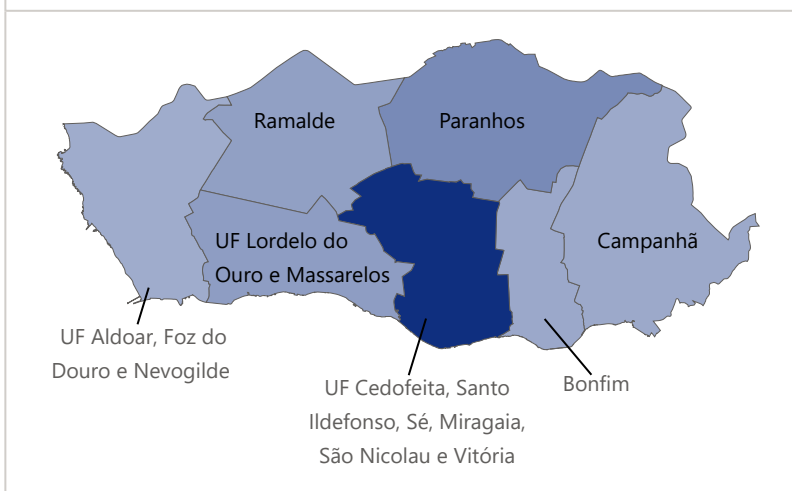 Ramalde
Paranhos
UF Lordelo do
Ouro e Massarelos
Campanhã
UF Aldoar, Foz do
Douro e Nevogilde
UF Cedofeita, Santo
Ildefonso, Sé, Miragaia,
São Nicolau e Vitória
Bonfim